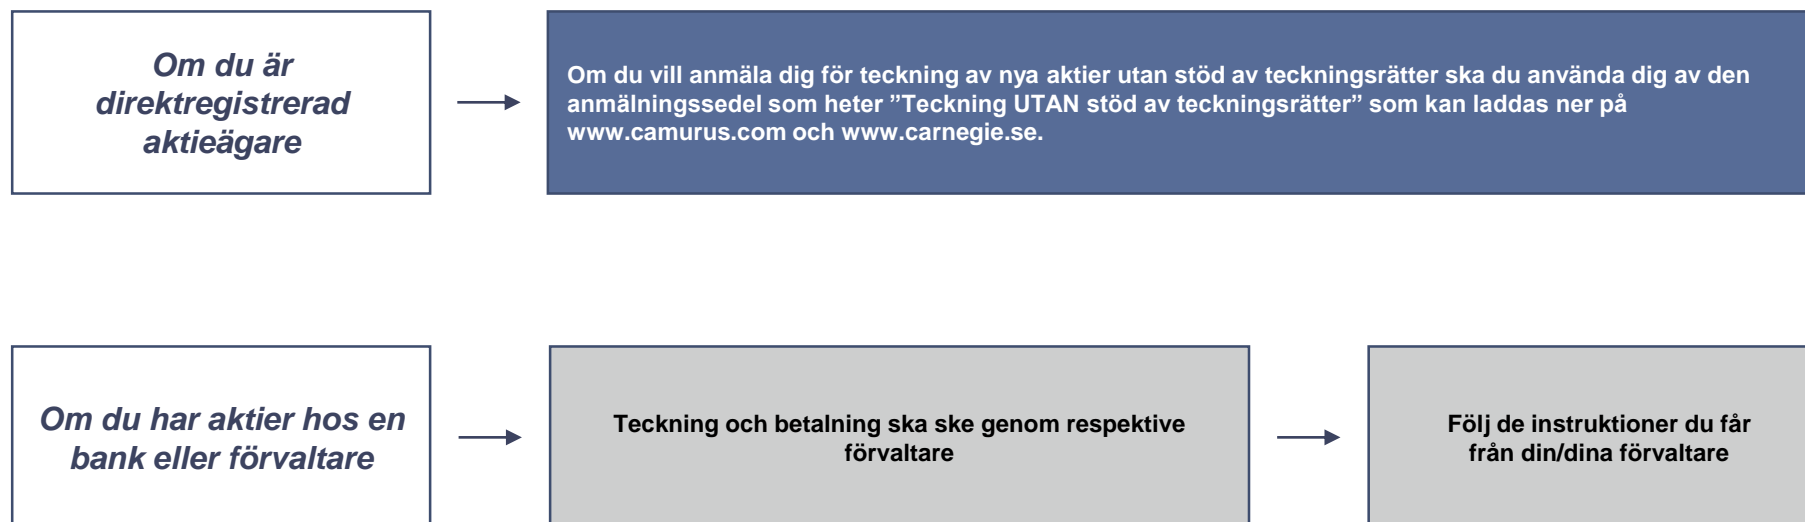 Om du är
direktregistrerad
aktieägare
Om du vill anmäla dig för teckning av nya aktier utan stöd av teckningsrätter ska du använda dig av den
anmälningssedel som heter ”Teckning UTAN stöd av teckningsrätter” som kan laddas ner på
www.camurus.com och www.carnegie.se.
Om du har aktier hos en
bank eller förvaltare
Teckning och betalning ska ske genom respektive
förvaltare
Följ de instruktioner du får
från din/dina förvaltare